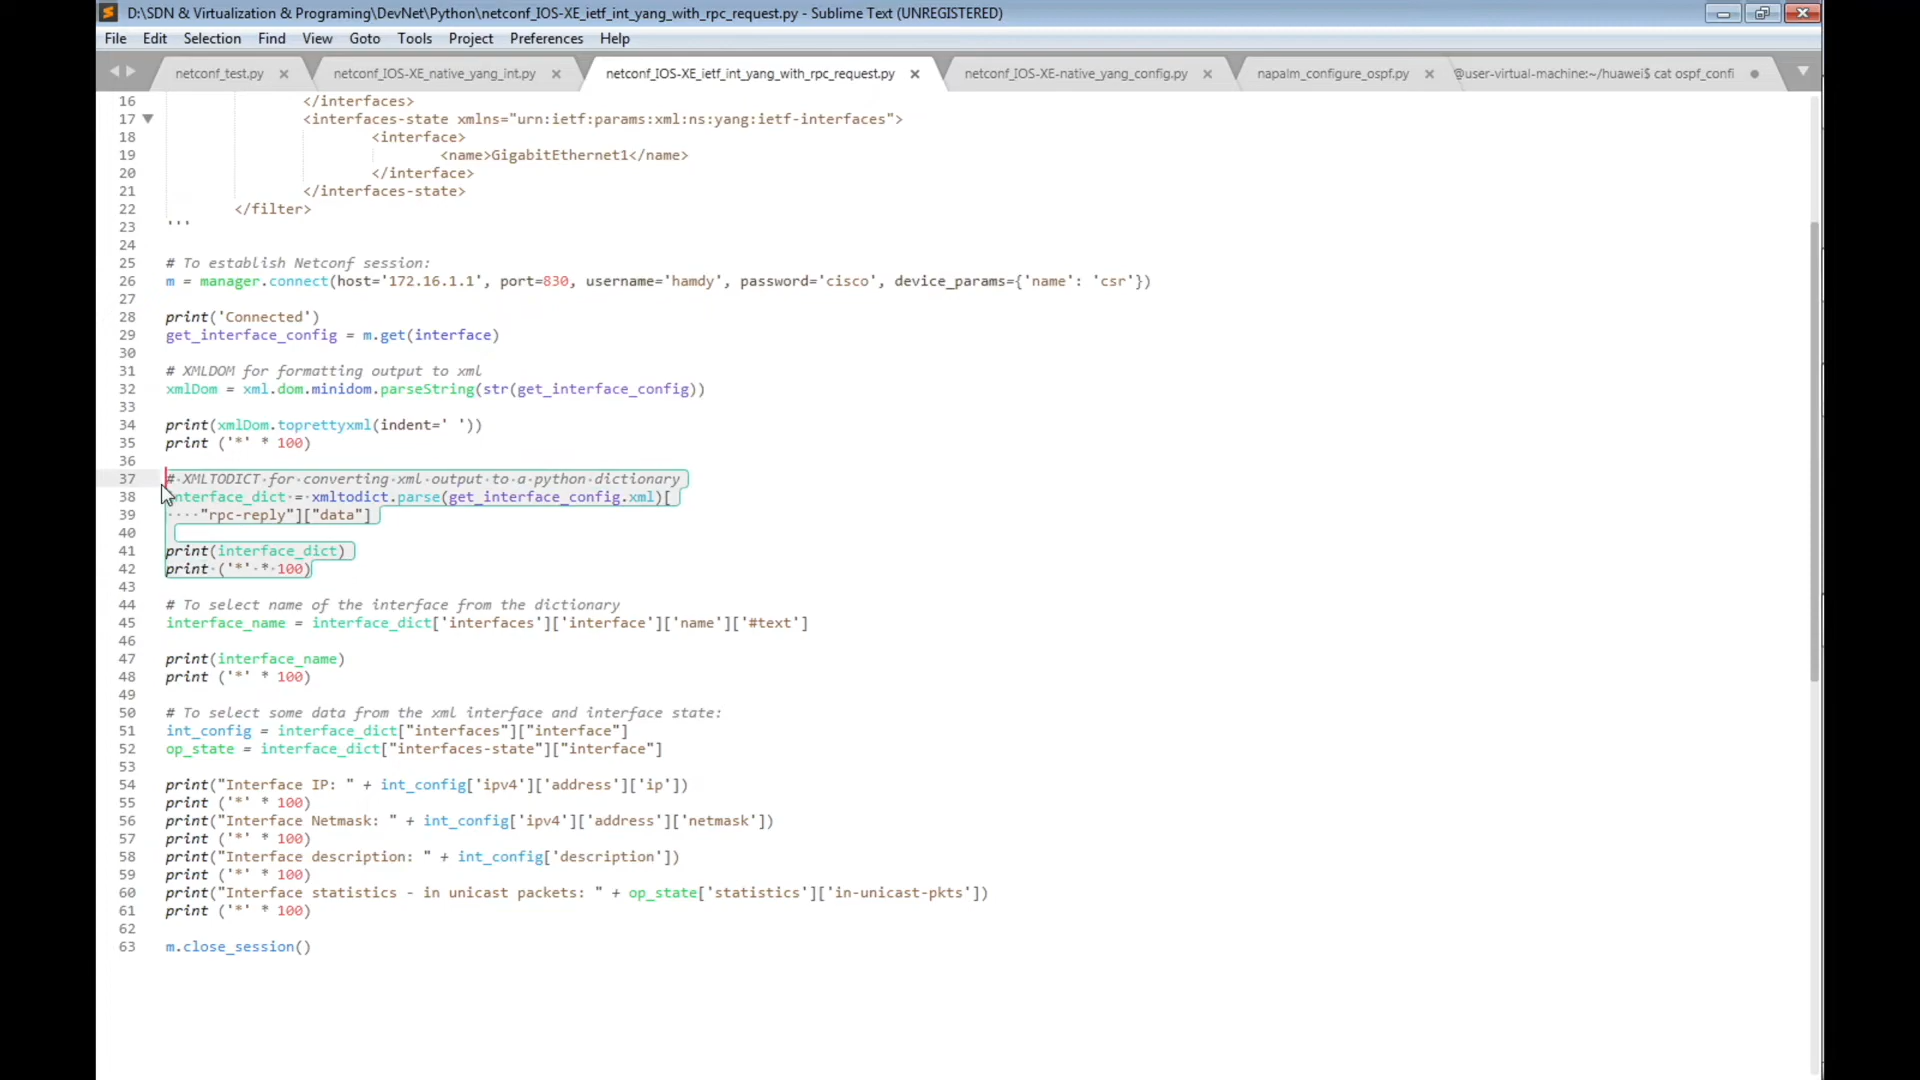 D:\SDN & Virtualization & Programing\DevNet\Python\netconf_IOS-XE_ietf_int_yang_with_rpc_request.py - Sublime Text (UNREGISTERED)
File Edit Selection Find View Goto Tools Project Preferences Help
netconf_test.py netconf_IOS-XE_native_yang_int.py netconf_IOS-XE_ietf_int_yang_with_rpc_request.py netconf_IOS-XE-native_yang_config.py napalm_configure_ospf.py @user-virtual-machine:~/huawei$ cat ospf_confi
16 </interfaces>
17 <interfaces-state xmlns="urn:ietf:params:xml:ns:yang:ietf-interfaces">
18 <interface>
19 <name>GigabitEthernet1</name>
20 </interface>
21 </interfaces-state>
22 </filter>
23 '''
24
25 # To establish Netconf session:
26 m = manager.connect(host='172.16.1.1', port=830, username='hamdy', password='cisco', device_params={'name': 'csr'})
27
28 print('Connected')
29 get_interface_config = m.get(interface)
30
31 # XMLDOM for formatting output to xml
32 xmlDom = xml.dom.minidom.parseString(str(get_interface_config))
33
34 print(xmlDom.toprettyxml(indent=' '))
35 print ('*' * 100)
36
37 # XMLTODICT for converting xml output to a python dictionary
38 interface_dict = xmltodict.parse(get_interface_config.xml)[
39 "rpc-reply"]["data"]
40
41 print(interface_dict)
42 print ('*' * 100)
43
44 # To select name of the interface from the dictionary
45 interface_name = interface_dict['interfaces']['interface']['name']['#text']
46
47 print(interface_name)
48 print ('*' * 100)
49
50 # To select some data from the xml interface and interface state:
51 int_config = interface_dict["interfaces"]["interface"]
52 op_state = interface_dict["interfaces-state"]["interface"]
53
54 print("Interface IP: " + int_config['ipv4']['address']['ip'])
55 print ('*' * 100)
56 print("Interface Netmask: " + int_config['ipv4']['address']['netmask'])
57 print ('*' * 100)
58 print("Interface description: " + int_config['description'])
59 print ('*' * 100)
60 print("Interface statistics - in unicast packets: " + op_state['statistics']['in-unicast-pkts'])
61 print ('*' * 100)
62
63 m.close_session()